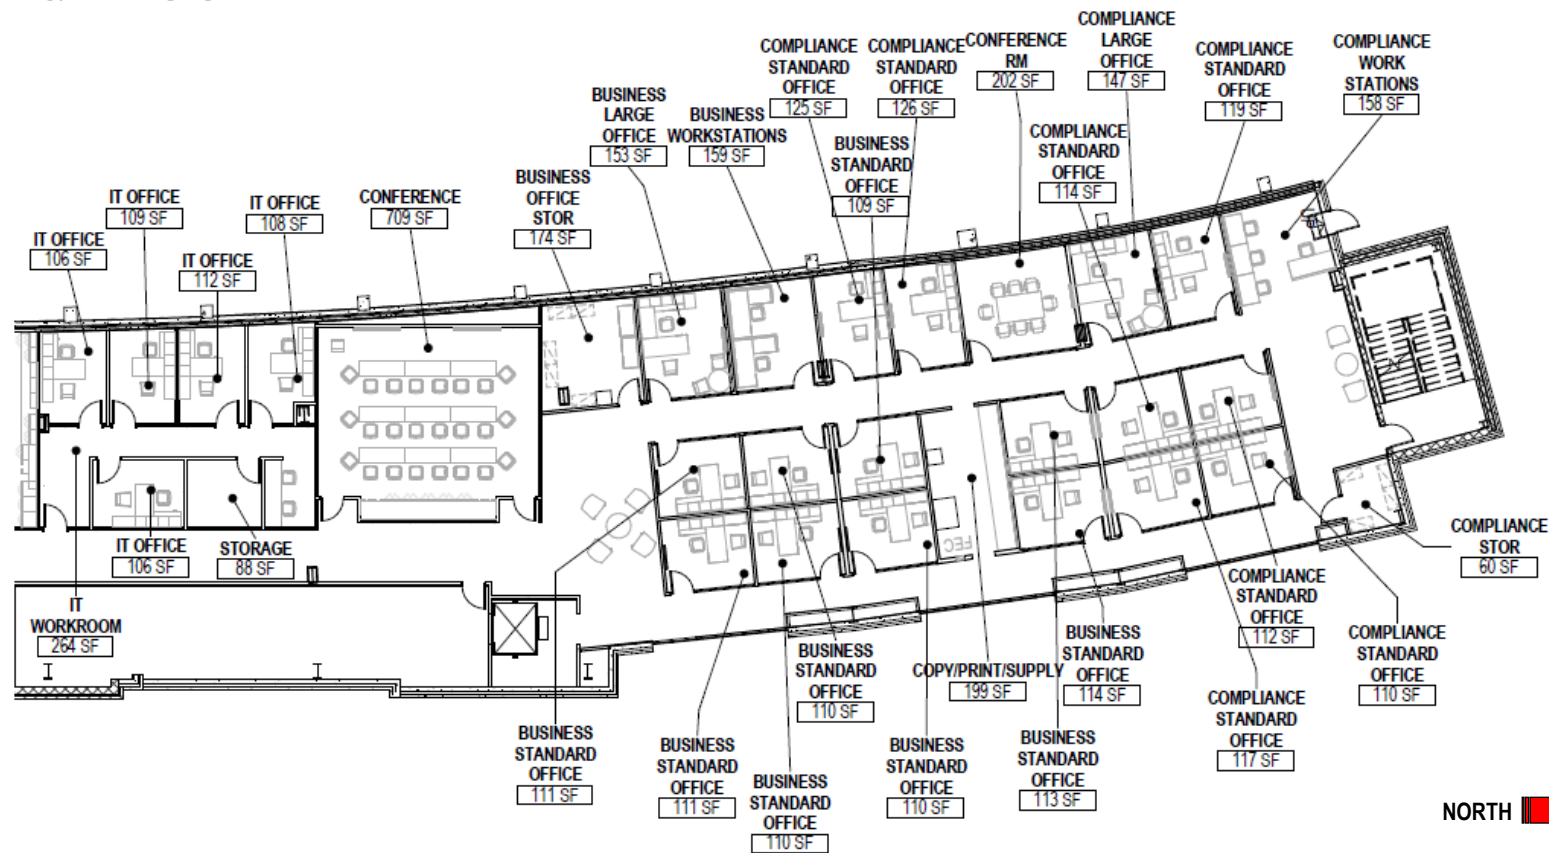 COMPLIANCE
LARGE
OFFICE
147 SF
COMPLIANCE
STANDARD
OFFICE
125 SF
COMPLIANCE
STANDARD
OFFICE
126 SF
CONFERENCE
RM
202 SF
COMPLIANCE
STANDARD
OFFICE
119 SF
COMPLIANCE
WORK
STATIONS
158 SF
BUSINESS
LARGE
OFFICE
153 SF
BUSINESS
WORKSTATIONS
159 SF
BUSINESS
STANDARD
OFFICE
109 SF
COMPLIANCE
STANDARD
OFFICE
114 SF
BUSINESS
OFFICE
STOR
174 SF
IT OFFICE
109 SF
IT OFFICE
108 SF
CONFERENCE
709 SF
IT OFFICE
106 SF
IT OFFICE
112 SF
IT OFFICE
106 SF
STORAGE
88 SF
FEC
COMPLIANCE
STOR
60 SF
IT
WORKROOM
264 SF
COMPLIANCE
STANDARD
OFFICE
112 SF
BUSINESS
STANDARD
OFFICE
110 SF
COPY/PRINT/SUPPLY
199 SF
BUSINESS
STANDARD
OFFICE
114 SF
COMPLIANCE
STANDARD
OFFICE
110 SF
COMPLIANCE
STANDARD
OFFICE
117 SF
BUSINESS
STANDARD
OFFICE
111 SF
BUSINESS
STANDARD
OFFICE
111 SF
BUSINESS
STANDARD
OFFICE
110 SF
BUSINESS
STANDARD
OFFICE
110 SF
BUSINESS
STANDARD
OFFICE
113 SF
NORTH